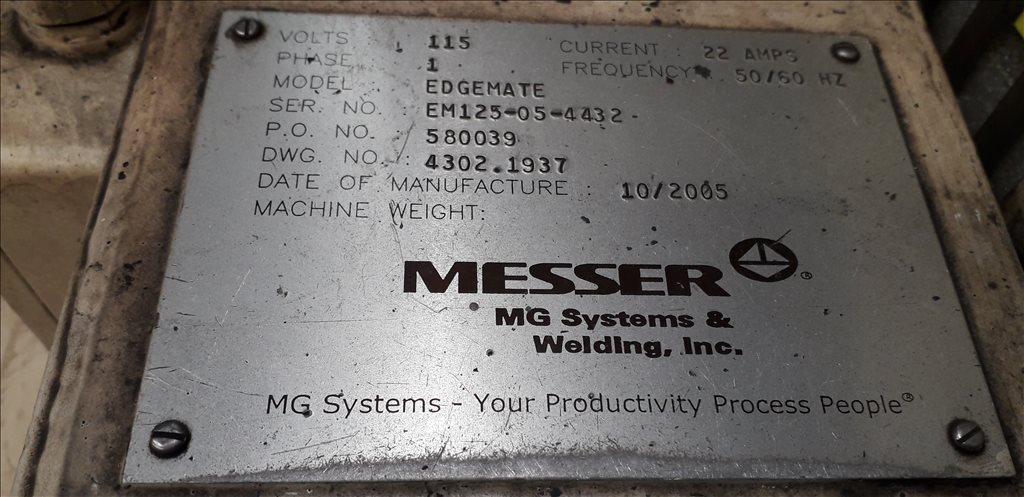 VOLTS : 115 CURRENT : 22 AMPS
PHASE : 1 FREQUENCY : 50/60 HZ
MODEL : EDGEMATE
SER. NO. : EM125-05-4432
P.O. NO. : 580039
DWG. NO. : 4302.1937
DATE OF MANUFACTURE : 10/2005
MACHINE WEIGHT:
MESSER ®
MG Systems &
Welding, Inc.
MG Systems - Your Productivity Process People®